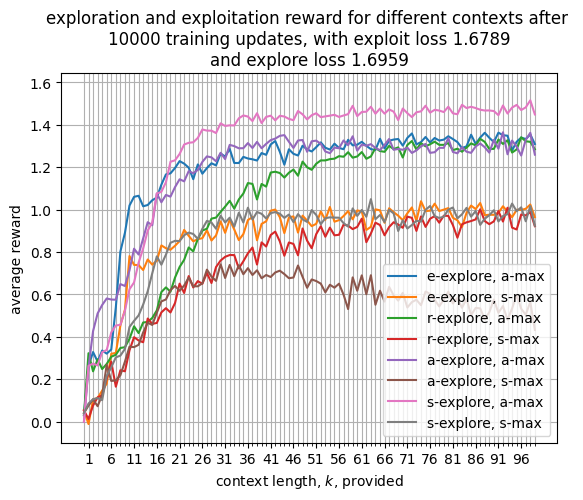 exploration and exploitation reward for different contexts after
10000 training updates, with exploit loss 1.6789
and explore loss 1.6959
1.6
1.4
1.2
1.0
0.8
0.6
0.4
0.2
0.0
average reward
e-explore, a-max
e-explore, s-max
r-explore, a-max
r-explore, s-max
a-explore, a-max
a-explore, s-max
s-explore, a-max
s-explore, s-max
1 6 11 16 21 26 31 36 41 46 51 56 61 66 71 76 81 86 91 96
context length, k, provided